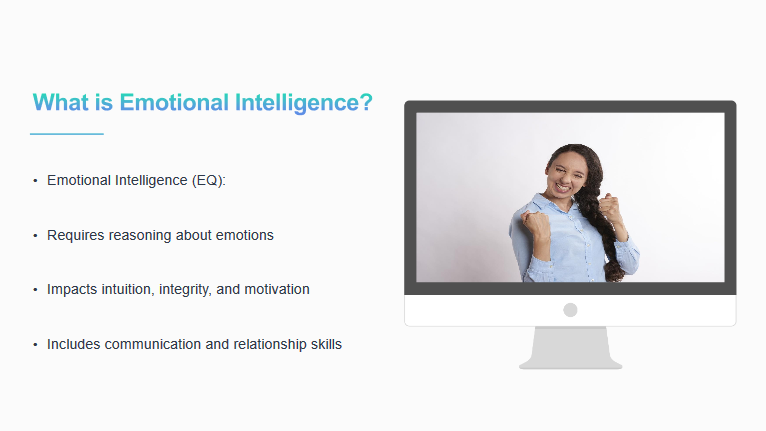 What is Emotional Intelligence?
• Emotional Intelligence (EQ):
• Requires reasoning about emotions
• Impacts intuition, integrity, and motivation
• Includes communication and relationship skills